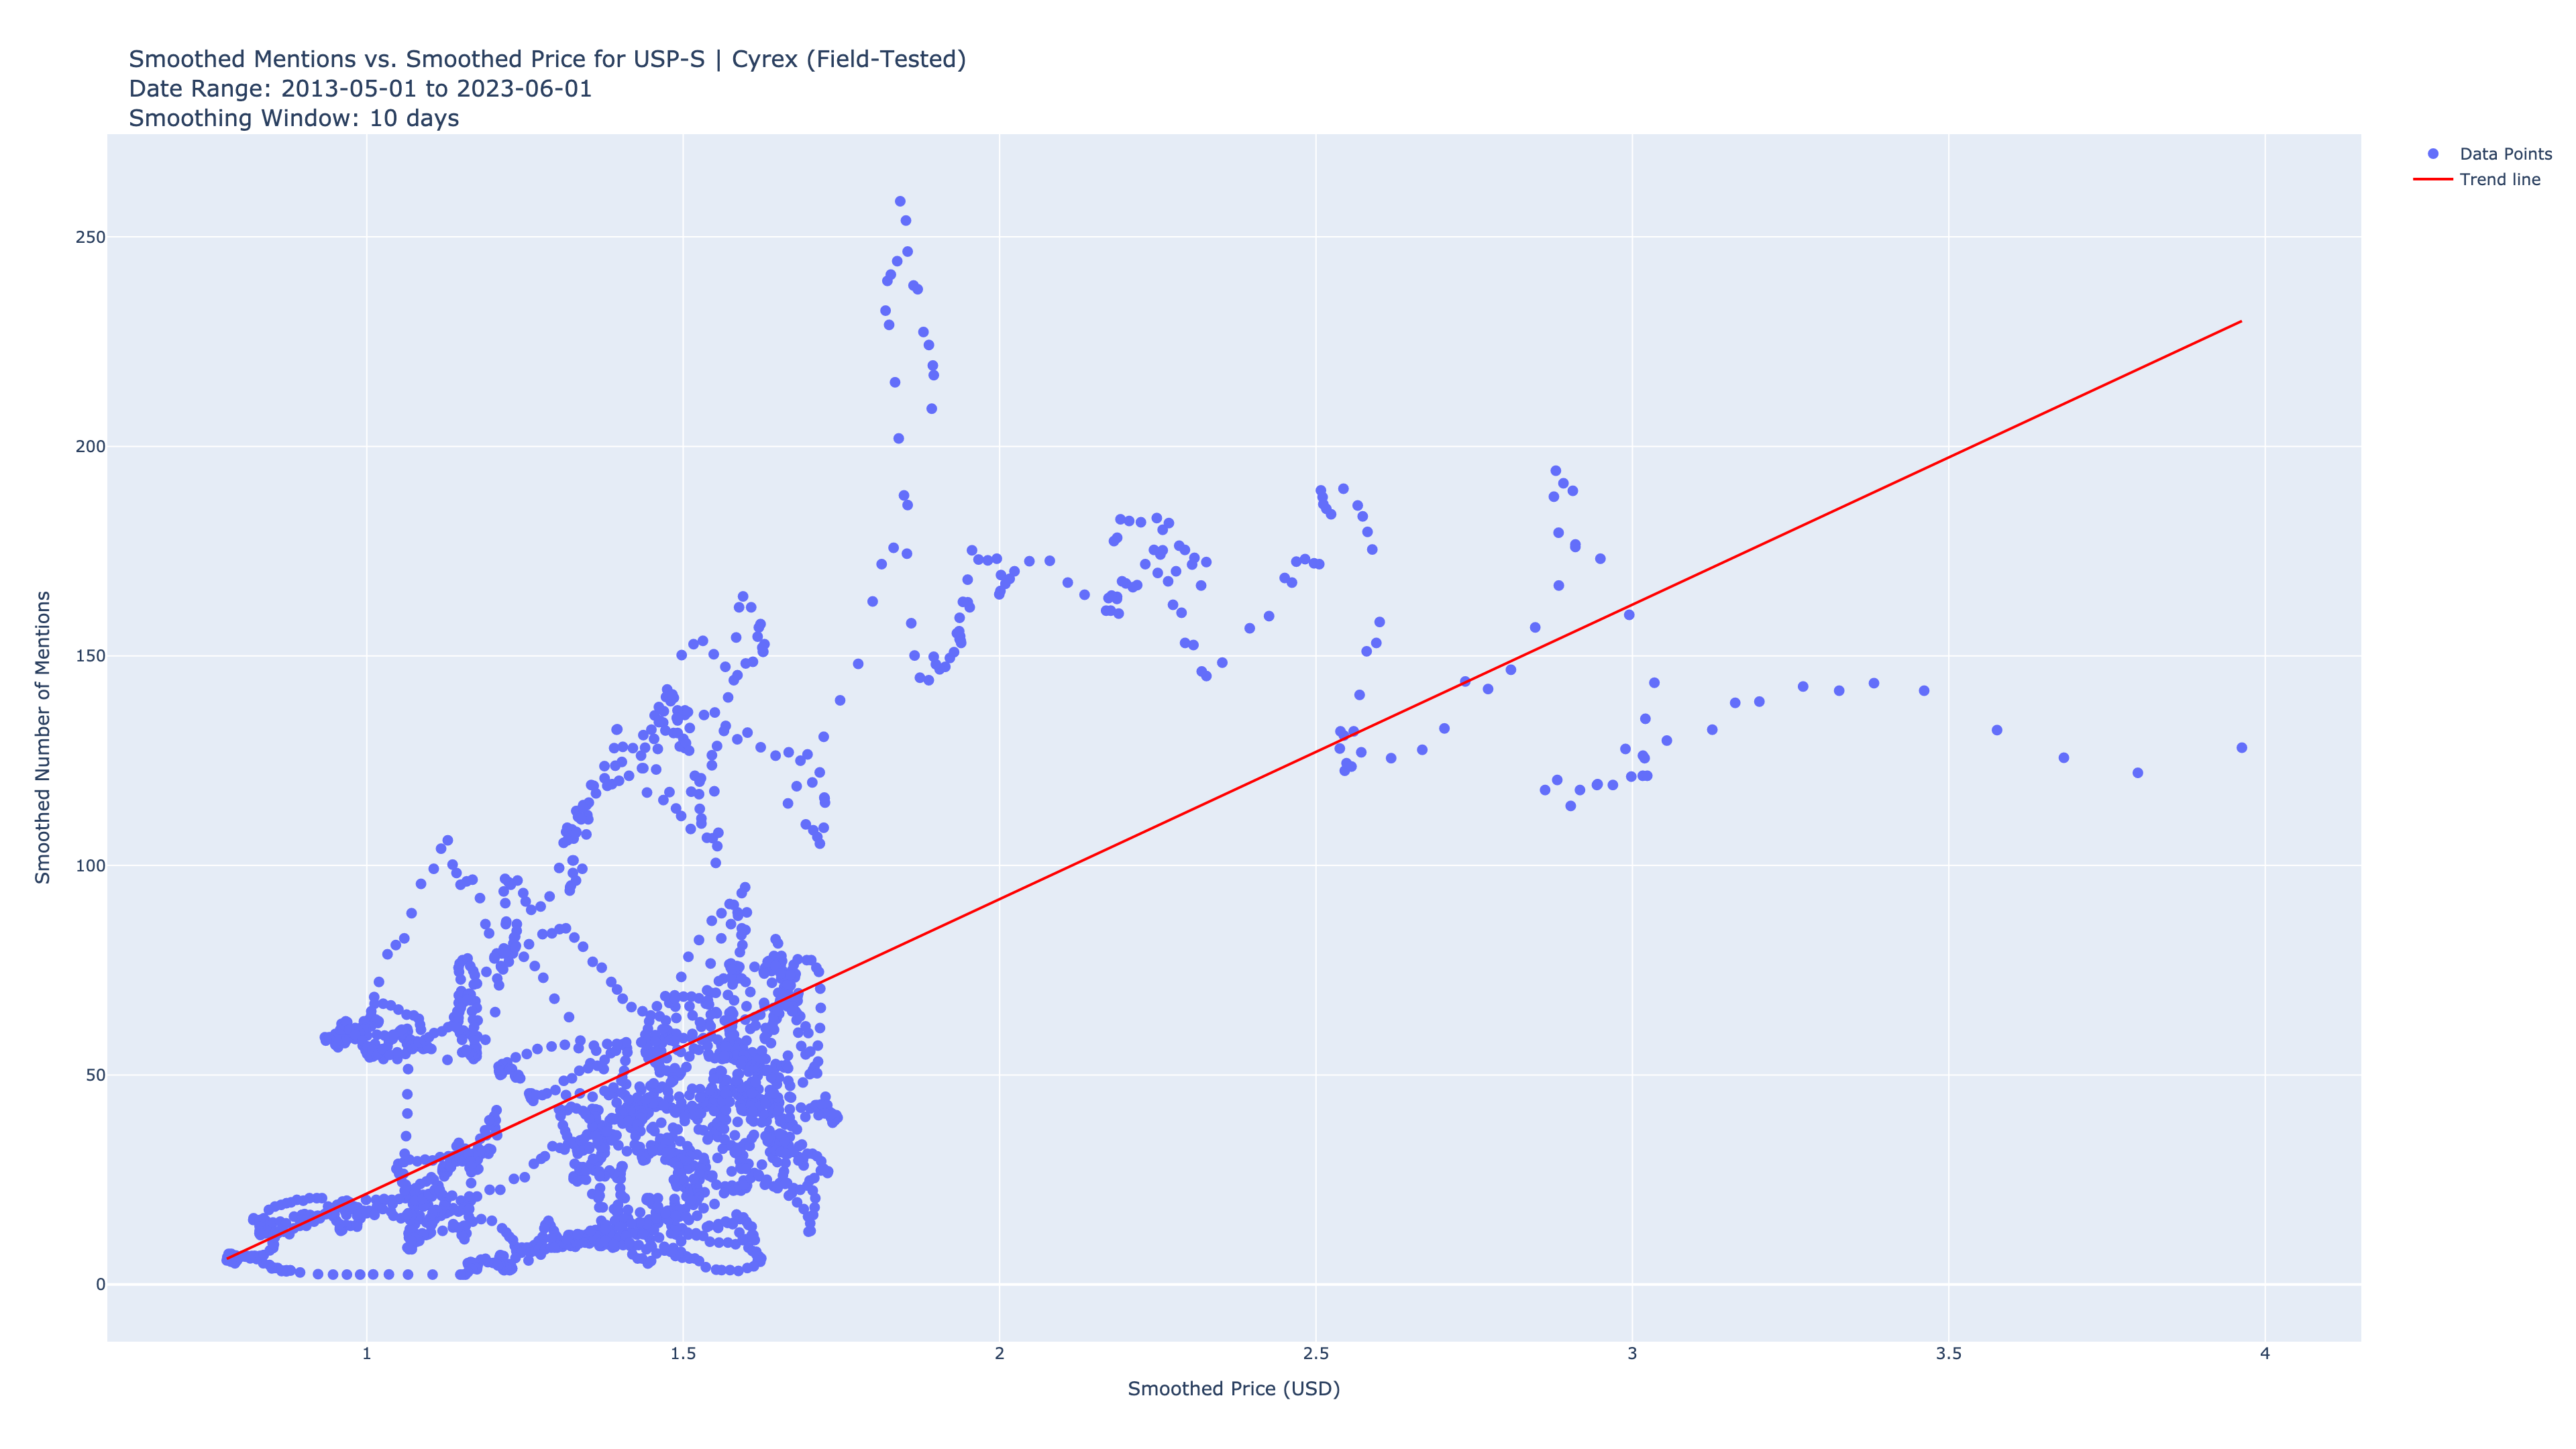 Smoothed Mentions vs. Smoothed Price for USP-S | Cyrex (Field-Tested)
Date Range: 2013-05-01 to 2023-06-01
Smoothing Window: 10 days
Data Points
Trend line
Smoothed Number of Mentions
250
200
150
100
50
0
1
1.5
2
2.5
3
3.5
4
Smoothed Price (USD)